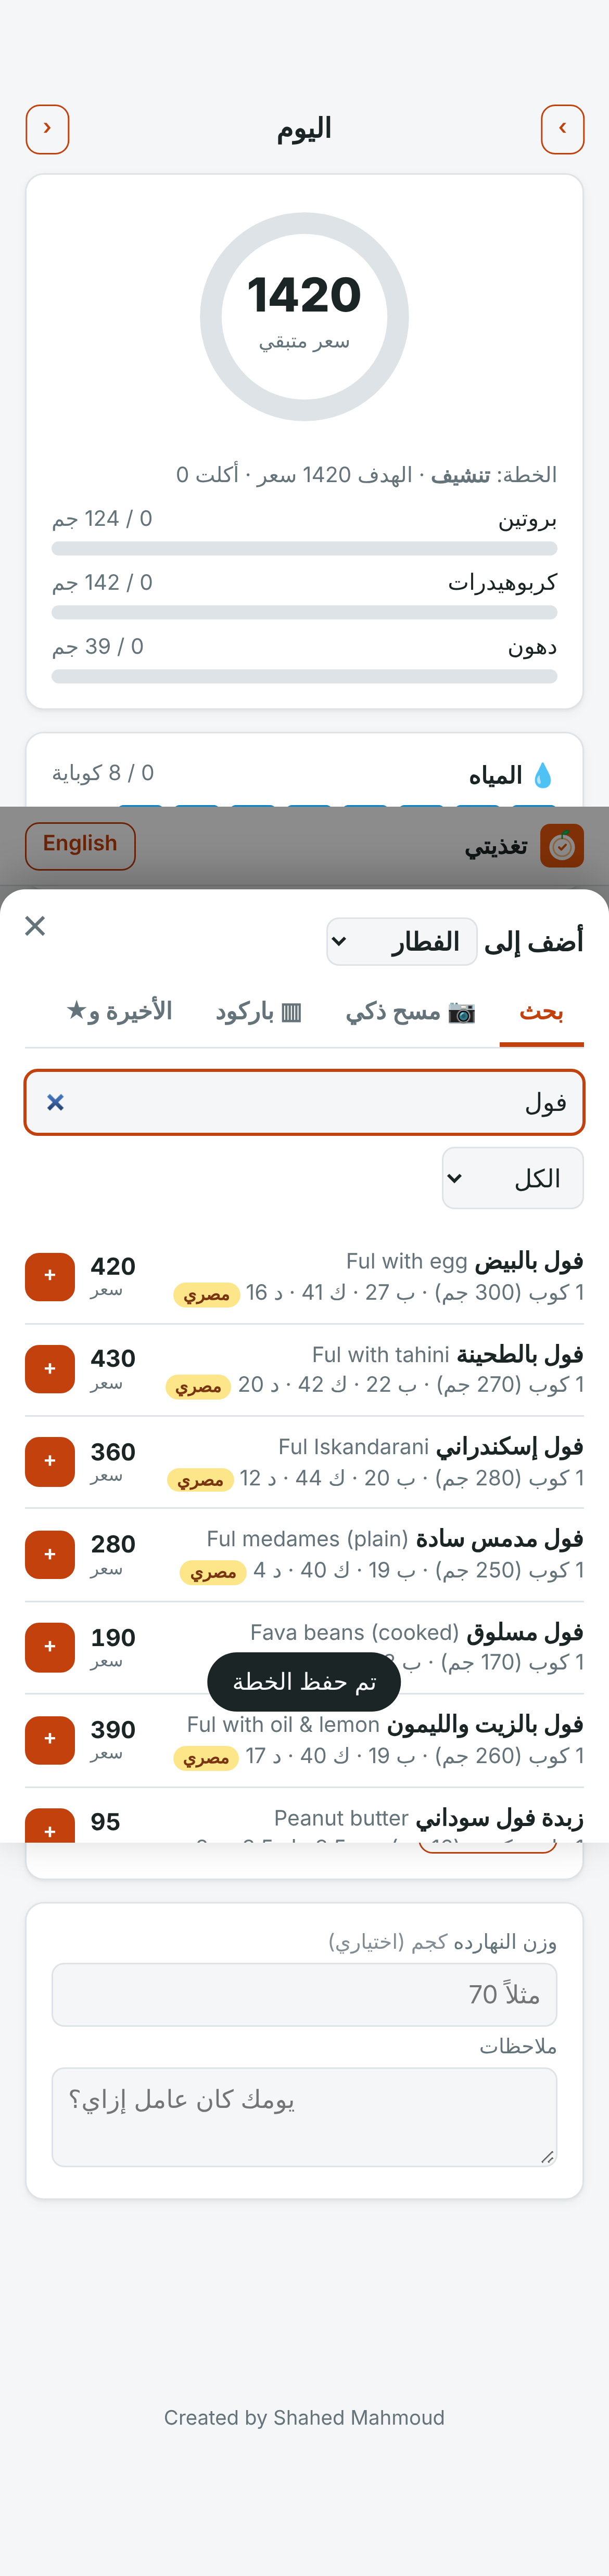 اليوم
1420
سعر متبقي
الخطة: تنشيف · الهدف 1420 سعر · أكلت 0
بروتين 0 / 124 جم
كربوهيدرات 0 / 142 جم
دهون 0 / 39 جم
المياه 0 / 8 كوباية
تغذيتي English
أضف إلى الفطار
بحث مسح ذكي باركود الأخيرة و★
فول
الكل
فول بالبيض Ful with egg 420
1 كوب (300 جم) · ب 27 · ك 41 · د 16 مصري سعر
فول بالطحينة Ful with tahini 430
1 كوب (270 جم) · ب 22 · ك 42 · د 20 مصري سعر
فول إسكندراني Ful Iskandarani 360
1 كوب (280 جم) · ب 20 · ك 44 · د 12 مصري سعر
فول مدمس سادة Ful medames (plain) 280
1 كوب (250 جم) · ب 19 · ك 40 · د 4 مصري سعر
فول مسلوق Fava beans (cooked) 190
1 كوب (170 جم) · ب سعر
تم حفظ الخطة
فول بالزيت والليمون Ful with oil & lemon 390
1 كوب (260 جم) · ب 19 · ك 40 · د 17 مصري سعر
زبدة فول سوداني Peanut butter 95
وزن النهارده كجم (اختياري)
مثلاً 70
ملاحظات
يومك كان عامل إزاي؟
Created by Shahed Mahmoud